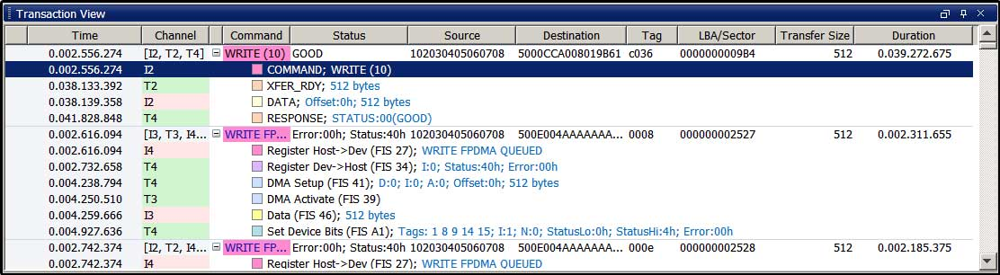 Transaction View
Time Channel Command Status Source Destination Tag LBA/Sector Transfer Size Duration
0.002.556.274 [I2, T2, T4] WRITE (10) GOOD 102030405060708 5000CCA008019B61 c036 0000000009B4 512 0.039.272.675
0.002.556.274 I2 COMMAND; WRITE (10)
0.038.133.392 T2 XFER_RDY; 512 bytes
0.038.139.358 I2 DATA; Offset:0h; 512 bytes
0.041.828.848 T4 RESPONSE; STATUS:00(GOOD)
0.002.616.094 [I3, T3, I4... WRITE FP... Error:00h; Status:40h 102030405060708 500E004AAAAAAA... 0008 000000002527 512 0.002.311.655
0.002.616.094 I4 Register Host->Dev (FIS 27); WRITE FPDMA QUEUED
0.002.732.658 T4 Register Dev->Host (FIS 34); I:0; Status:40h; Error:00h
0.004.238.794 T4 DMA Setup (FIS 41); D:0; I:0; A:0; Offset:0h; 512 bytes
0.004.250.510 T3 DMA Activate (FIS 39)
0.004.259.666 I3 Data (FIS 46); 512 bytes
0.004.927.636 T4 Set Device Bits (FIS A1); Tags: 1 8 9 14 15; I:1; N:0; StatusLo:0h; StatusHi:4h; Error:00h
0.002.742.374 [I2, T2, I4... WRITE FP... Error:00h; Status:40h 102030405060708 500E004AAAAAAA... 000e 000000002528 512 0.002.185.375
0.002.742.374 I4 Register Host->Dev (FIS 27); WRITE FPDMA QUEUED